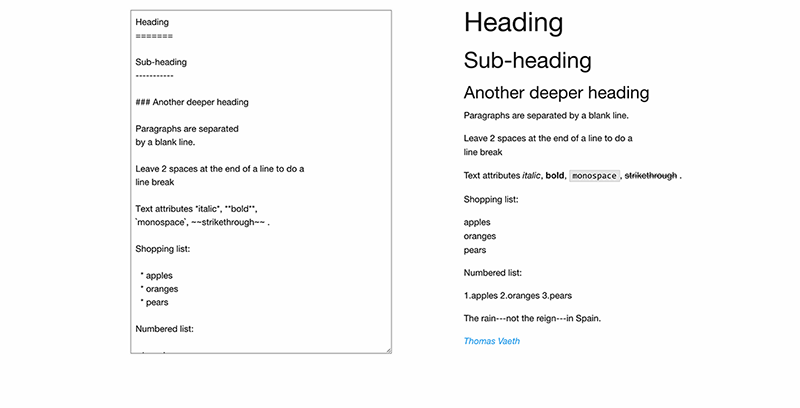 Heading
=======
Sub-heading
-----------
### Another deeper heading
Paragraphs are separated
by a blank line.
Leave 2 spaces at the end of a line to do a
line break
Text attributes *italic*, **bold**,
`monospace`, ~~strikethrough~~ .
Shopping list:
* apples
* oranges
* pears
Numbered list:
Heading
Sub-heading
Another deeper heading
Paragraphs are separated by a blank line.
Leave 2 spaces at the end of a line to do a
line break
Text attributes italic, bold, monospace, strikethrough .
Shopping list:
apples
oranges
pears
Numbered list:
1.apples 2.oranges 3.pears
The rain---not the reign---in Spain.
Thomas Vaeth